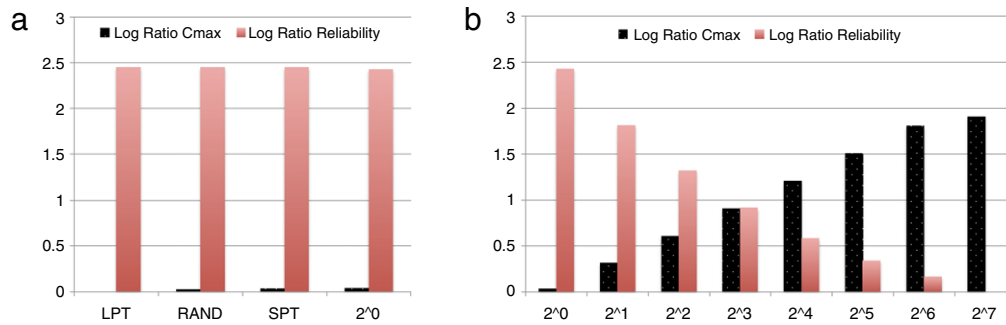 a
3
Log Ratio Cmax Log Ratio Reliability
2.5
2
1.5
1
0.5
0
LPT RAND SPT 2^0
b
3
Log Ratio Cmax Log Ratio Reliability
2.5
2
1.5
1
0.5
0
2^0 2^1 2^2 2^3 2^4 2^5 2^6 2^7